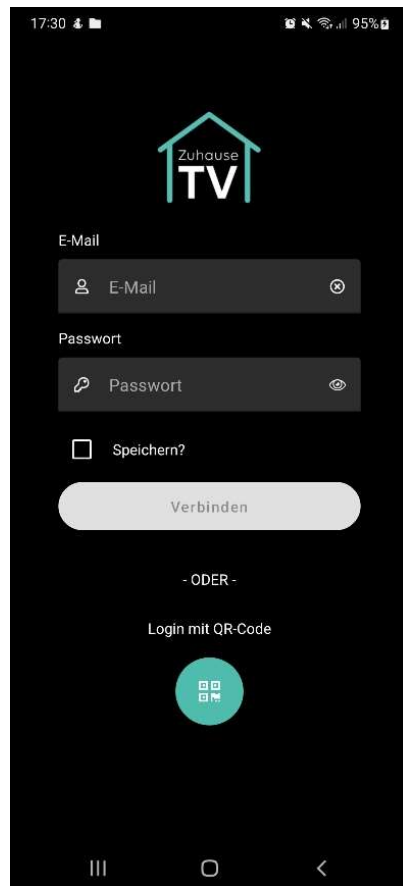 17:30
95%
Zuhause
TV
E-Mail
E-Mail
Passwort
Passwort
Speichern?
Verbinden
- ODER -
Login mit QR-Code